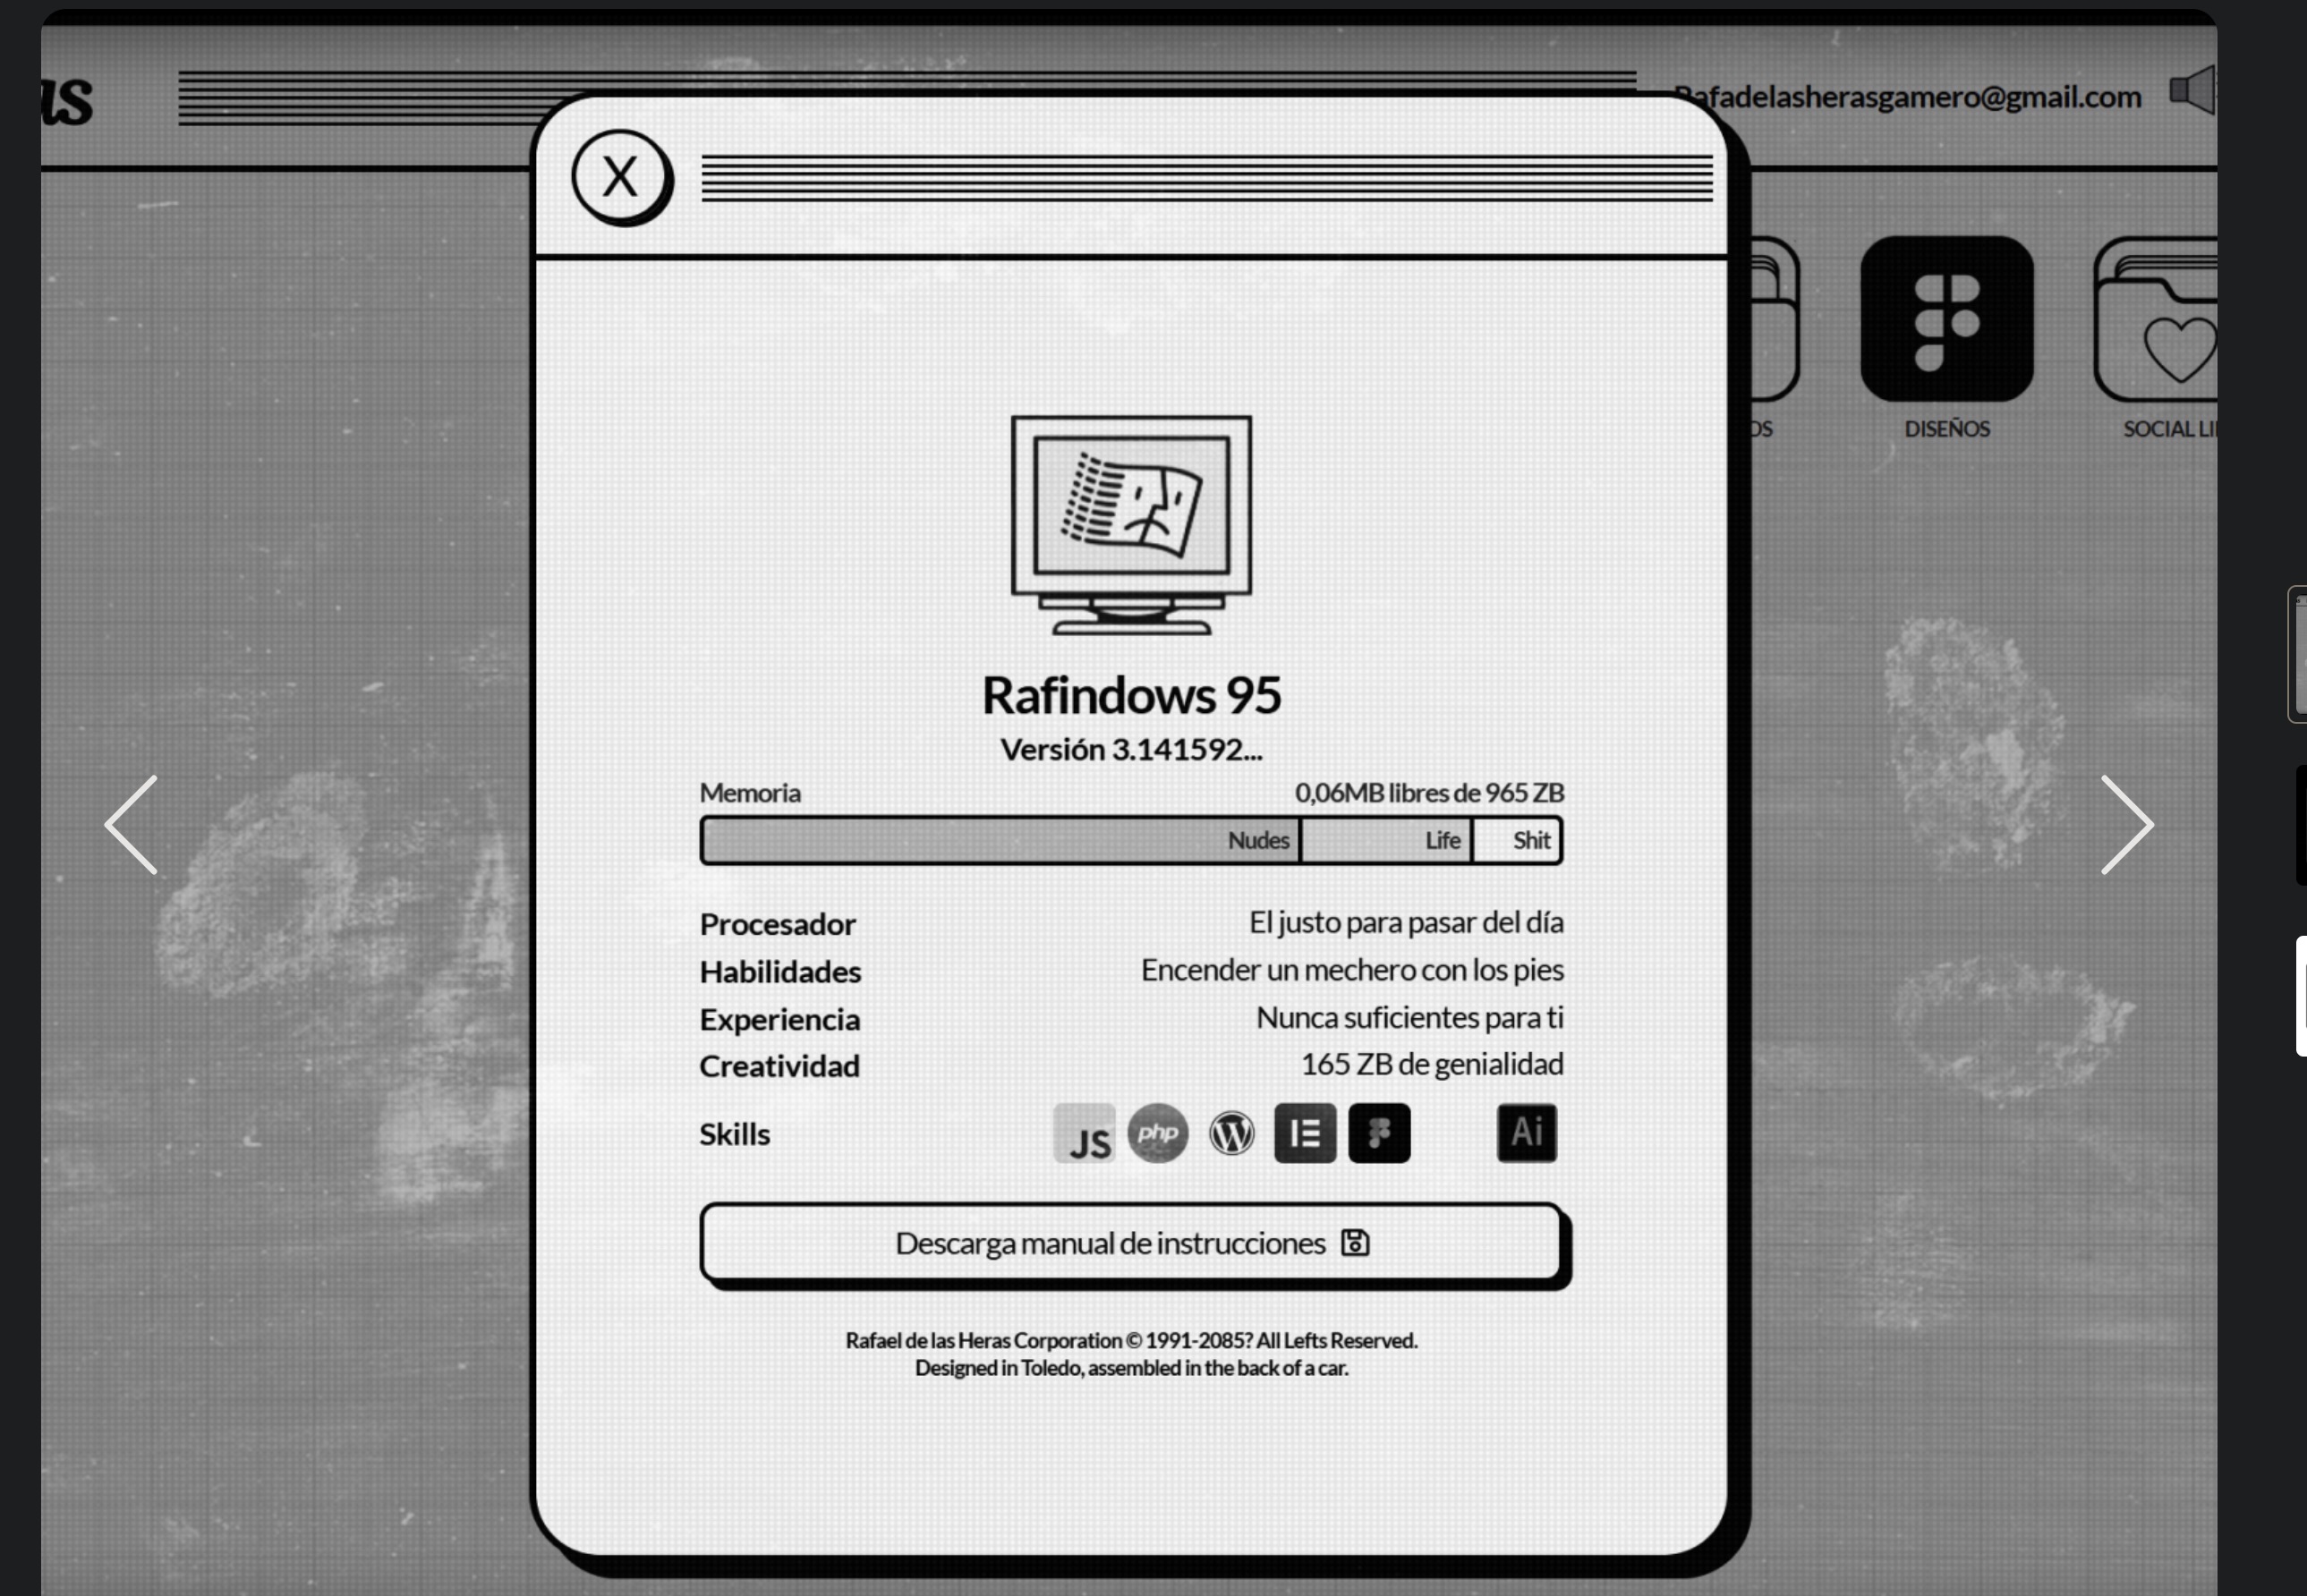 as
Rafadelasherasgamero@gmail.com
X
DISEÑOS
SOCIAL
Rafindows 95
Versión 3.141592...
Memoria 0,06MB libres de 965 ZB
Nudes Life Shit
Procesador El justo para pasar del día
Habilidades Encender un mechero con los pies
Experiencia Nunca suficientes para ti
Creatividad 165 ZB de genialidad
Skills JS php Ai
Descarga manual de instrucciones
Rafael de las Heras Corporation © 1991-2085? All Lefts Reserved.
Designed in Toledo, assembled in the back of a car.